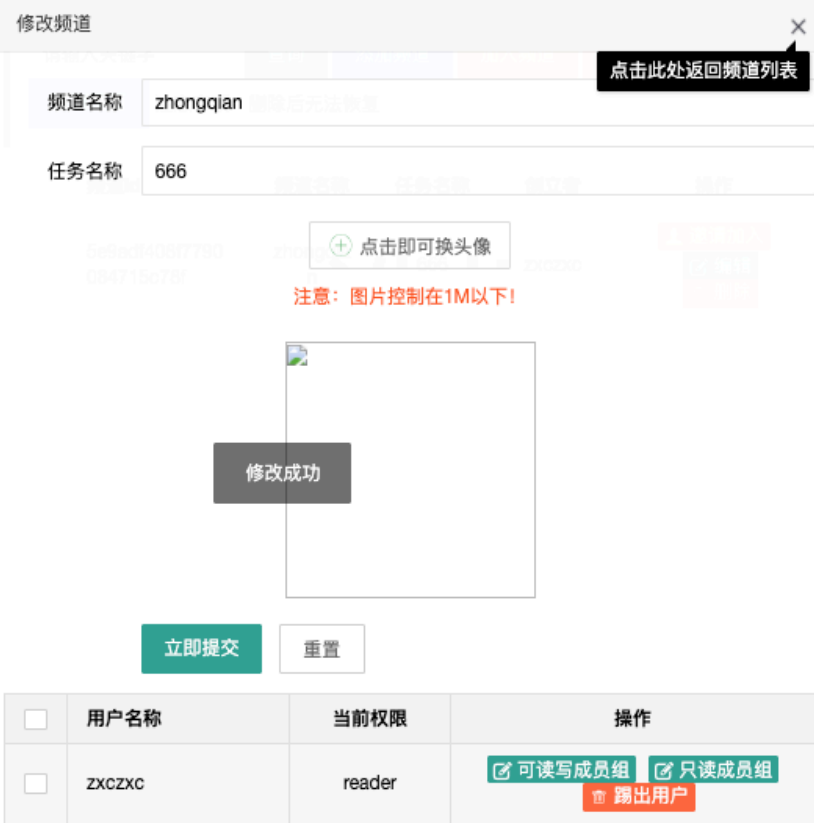 修改频道
点击此处返回频道列表
频道名称 zhongqian
任务名称 666
点击即可换头像
注意：图片控制在1M以下！
修改成功
立即提交 重置
用户名称 当前权限 操作
zxczxc reader 可读写成员组 只读成员组
踢出用户